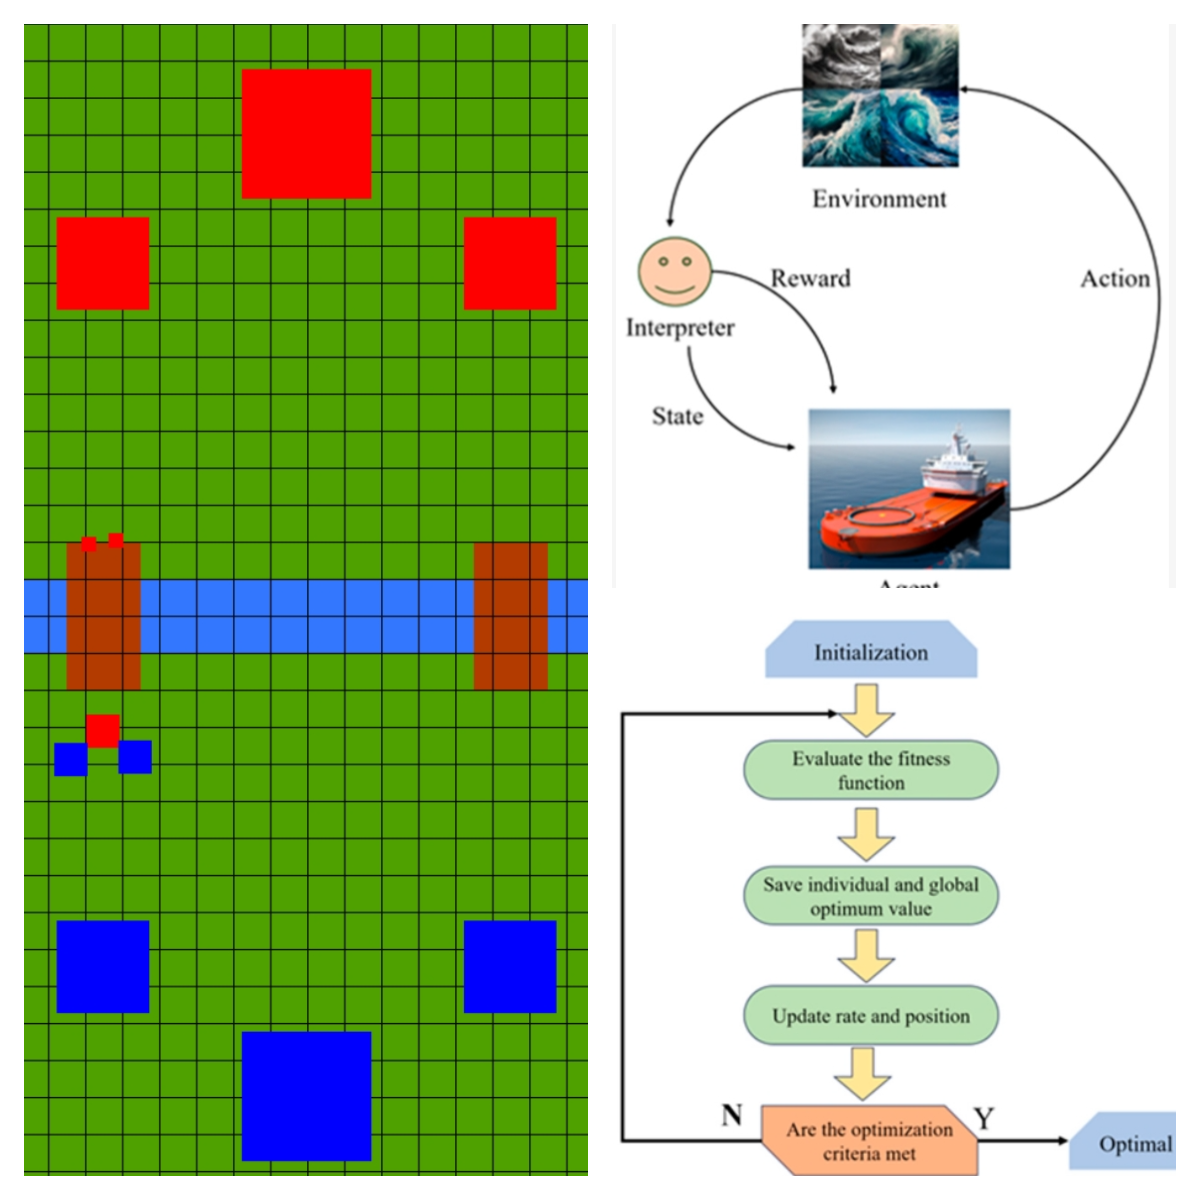 Environment
Reward
Action
Interpreter
State
Agent
Initialization
Evaluate the fitness
function
Save individual and global
optimum value
Update rate and position
N
Y
Are the optimization
criteria met
Optimal